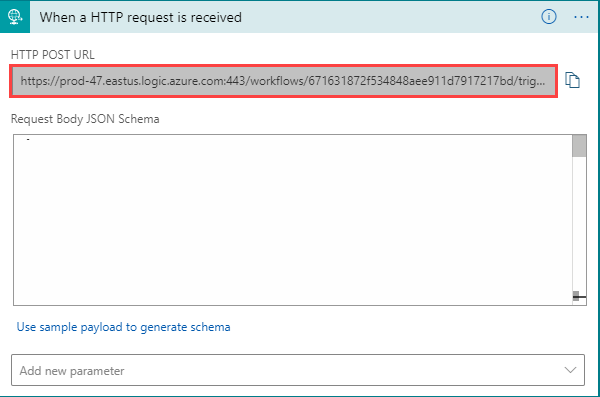 When a HTTP request is received
HTTP POST URL
https://prod-47.eastus.logic.azure.com:443/workflows/671631872f534848aee911d7917217bd/trig...
Request Body JSON Schema
Use sample payload to generate schema
Add new parameter